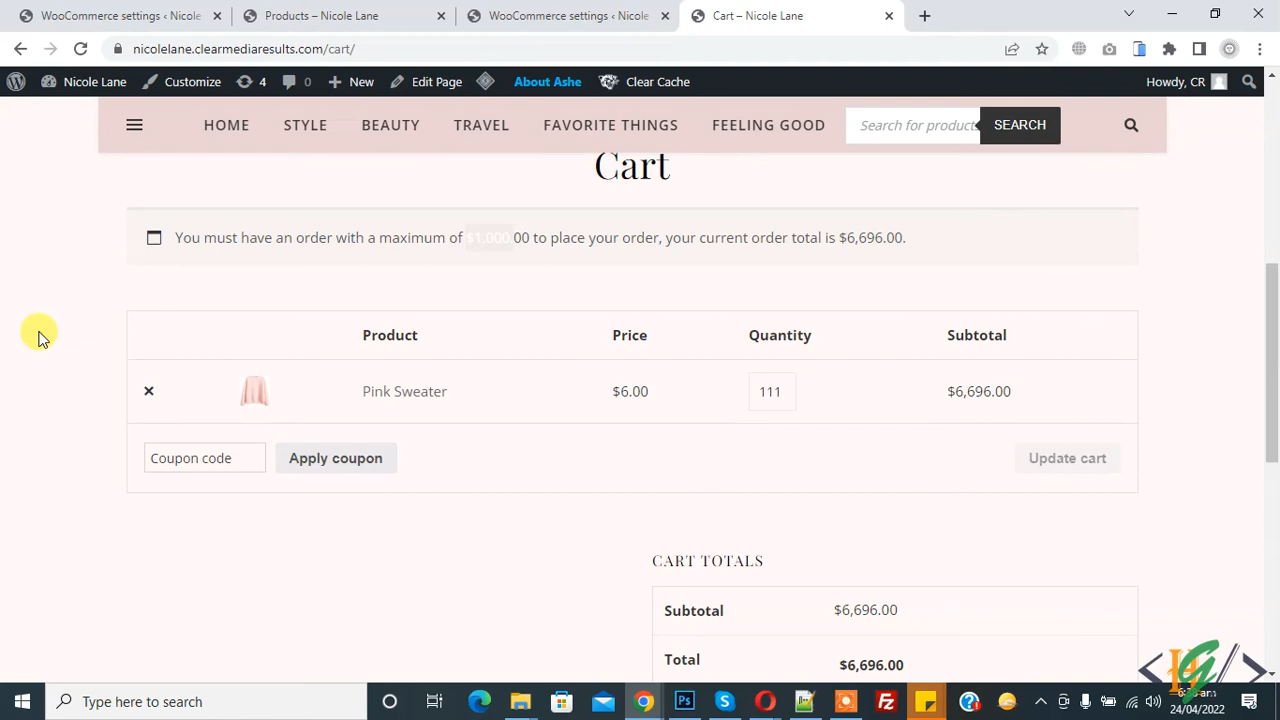 WooCommerce settings ‹ Nicole
Products – Nicole Lane
WooCommerce settings ‹ Nicole
Cart – Nicole Lane
nicolelane.clearmediaresults.com/cart/
Nicole Lane
Customize
4
0
New
Edit Page
About Ashe
Clear Cache
Howdy, CR
HOME
STYLE
BEAUTY
TRAVEL
FAVORITE THINGS
FEELING GOOD
Search for product
SEARCH
Cart
You must have an order with a maximum of $1,000.00 to place your order, your current order total is $6,696.00.
Product Price Quantity Subtotal
Pink Sweater $6.00 111 $6,696.00
Coupon code Apply coupon Update cart
CART TOTALS
Subtotal $6,696.00
Total $6,696.00
Type here to search
24/04/2022